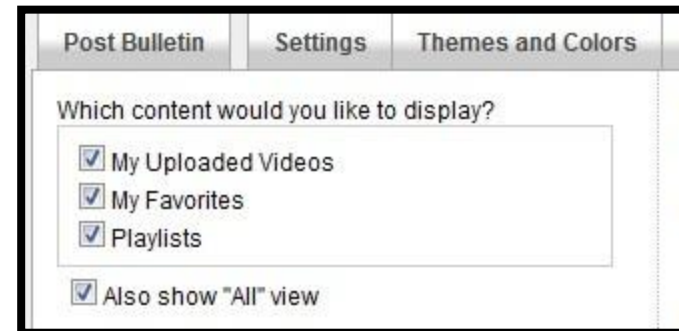 Post Bulletin Settings Themes and Colors
Which content would you like to display?
My Uploaded Videos
My Favorites
Playlists
Also show "All" view